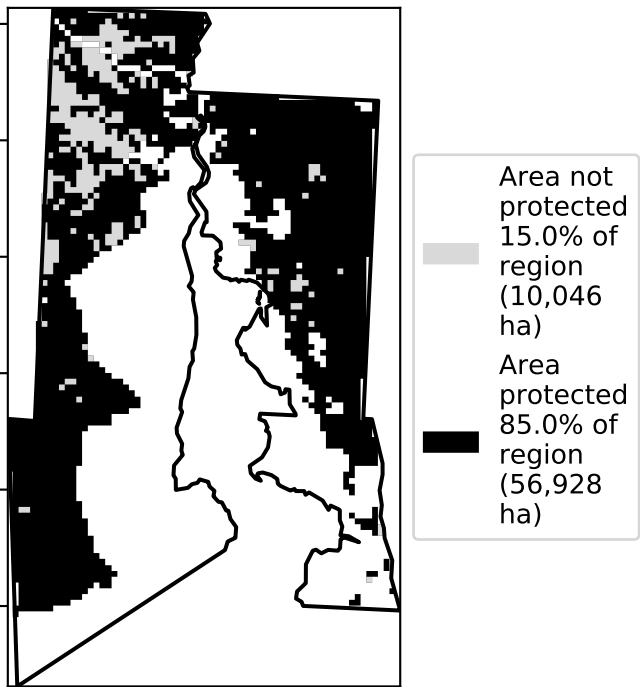 Area not
protected
15.0% of
region
(10,046
ha)
Area
protected
85.0% of
region
(56,928
ha)